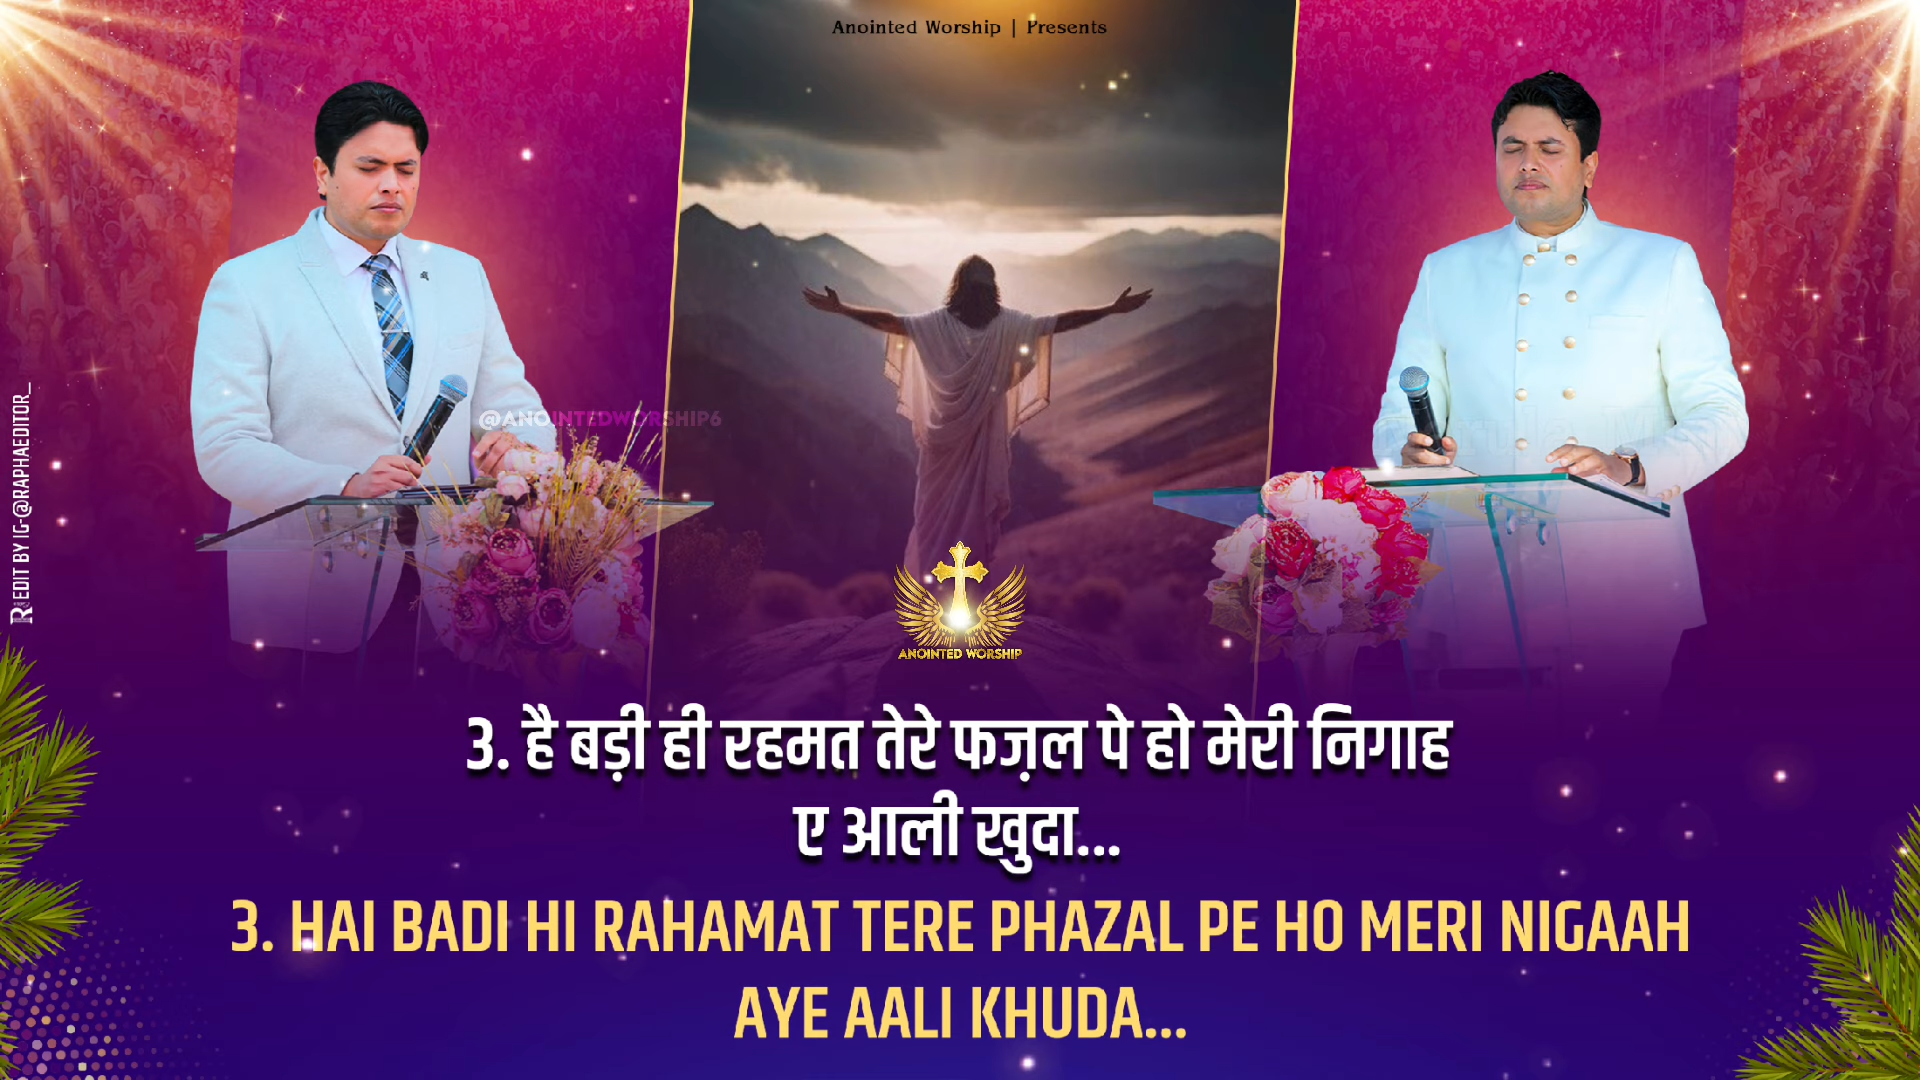 Anointed Worship | Presents
@ANOINTEDWORSHIP6
EDIT BY IG-@RAPHAEDITOR_
ANOINTED WORSHIP
3. है बड़ी ही रहमत तेरे फज़ल पे हो मेरी निगाह
ए आली खुदा...
3. HAI BADI HI RAHAMAT TERE PHAZAL PE HO MERI NIGAAH
AYE AALI KHUDA...